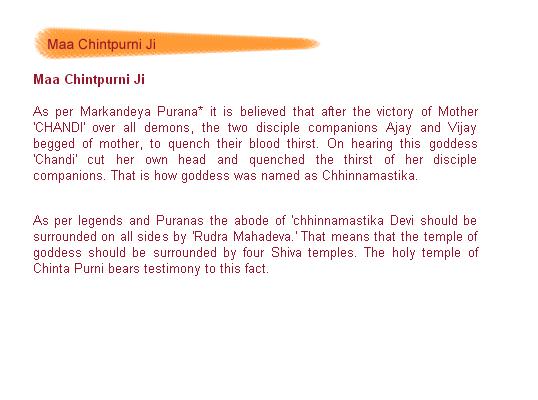 Maa Chintpurni Ji
Maa Chintpurni Ji
As per Markandeya Purana* it is believed that after the victory of Mother
'CHANDI' over all demons, the two disciple companions Ajay and Vijay
begged of mother, to quench their blood thirst. On hearing this goddess
'Chandi' cut her own head and quenched the thirst of her disciple
companions. That is how goddess was named as Chhinnamastika.
As per legends and Puranas the abode of 'chhinnamastika Devi should be
surrounded on all sides by 'Rudra Mahadeva.' That means that the temple of
goddess should be surrounded by four Shiva temples. The holy temple of
Chinta Purni bears testimony to this fact.